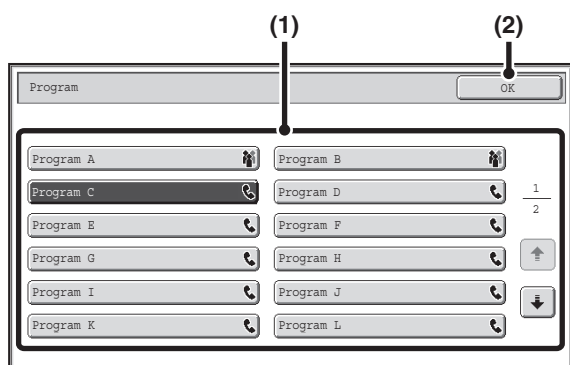 (1) (2)
Program OK
Program A Program B
Program C Program D
1
Program E Program F
2
Program G Program H
Program I Program J
Program K Program L